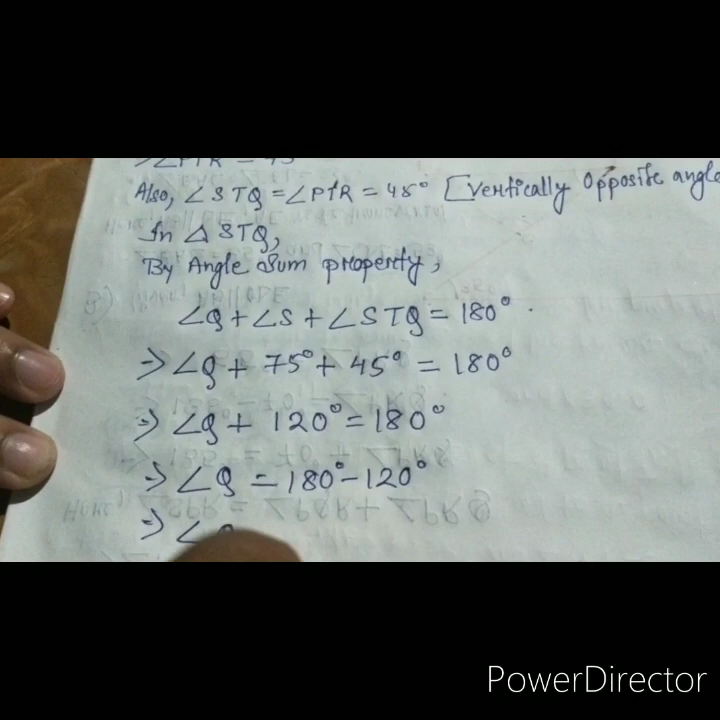 Also, ∠STQ = ∠PTR = 45° [Vertically Opposite angle
In △ STQ,
By Angle Sum property,
∠Q + ∠S + ∠STQ = 180°
⇒ ∠Q + 75° + 45° = 180°
⇒ ∠Q + 120° = 180°
⇒ ∠Q = 180° - 120°
⇒ ∠
PowerDirector